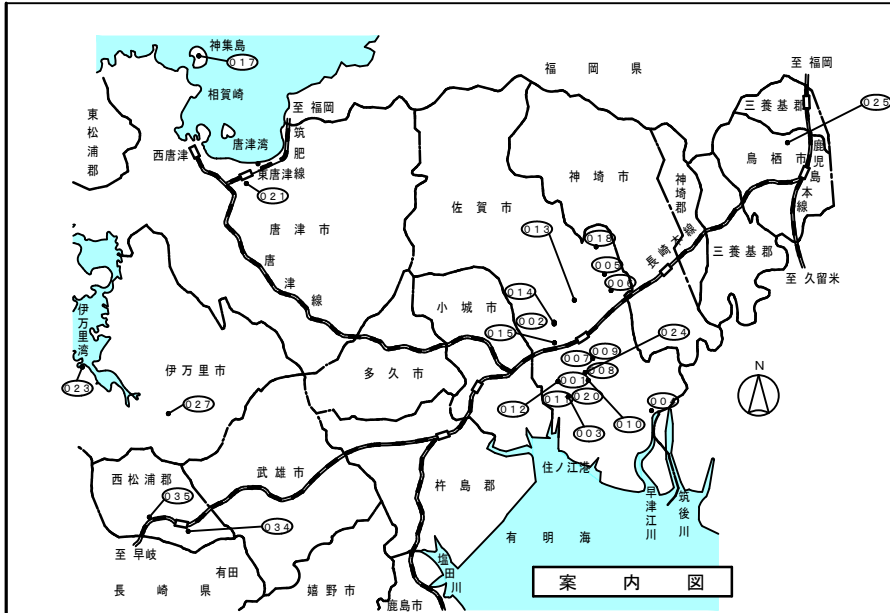 神集島
017
相賀崎
至 福岡
筑肥線
唐津湾
西唐津
東唐津
021
東松浦郡
福岡県
至 福岡
三養基郡
025
鳥栖市
鹿児島本線
神埼市
神埼郡
佐賀市
唐津市
唐津線
013
018
005
006
長崎本線
三養基郡
至 久留米
小城市
014
002
015
伊万里湾
伊万里市
多久市
023
027
024
009
007
008
001
012
011
020
010
003
004
N
住ノ江港
杵島郡
早津江川
筑後川
有明海
武雄市
西松浦郡
035
034
至 早岐
有田
長崎県
嬉野市
塩田川
鹿島市
案内図